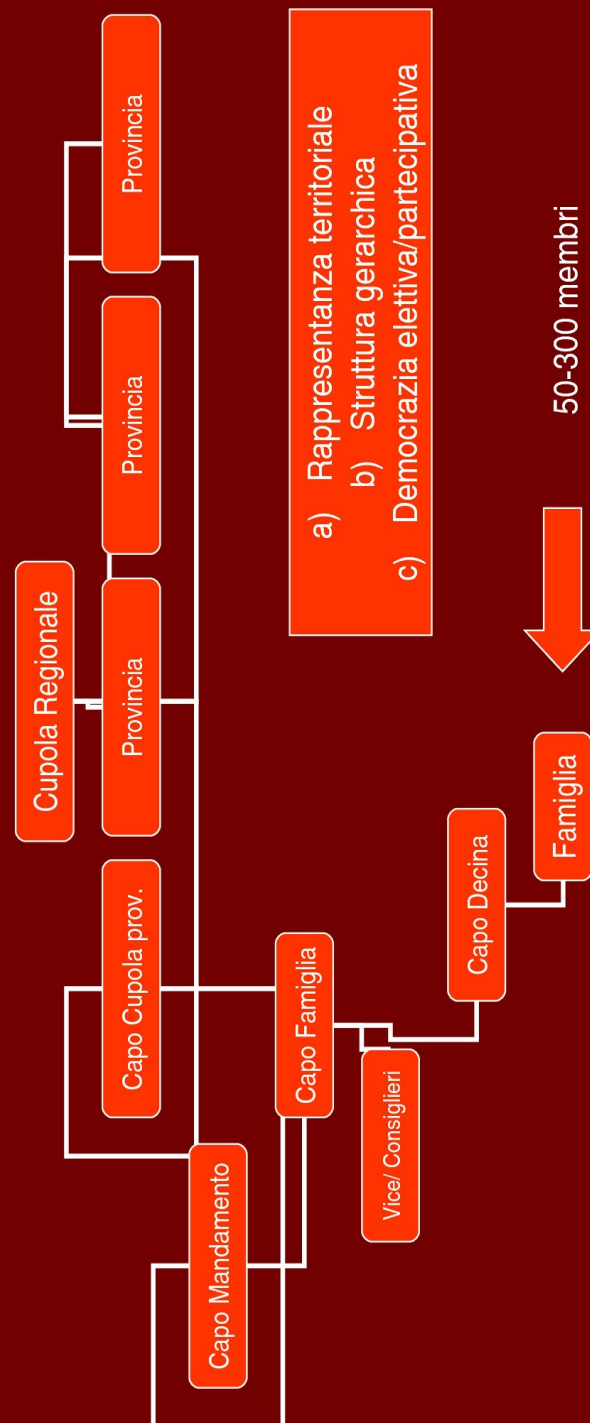 Cupola Regionale
Capo Cupola prov.
Provincia
Provincia
Provincia
Capo Mandamento
Capo Famiglia
a) Rappresentanza territoriale
b) Struttura gerarchica
c) Democrazia elettiva/partecipativa
Vice/ Consiglieri
Capo Decina
Famiglia
50-300 membri